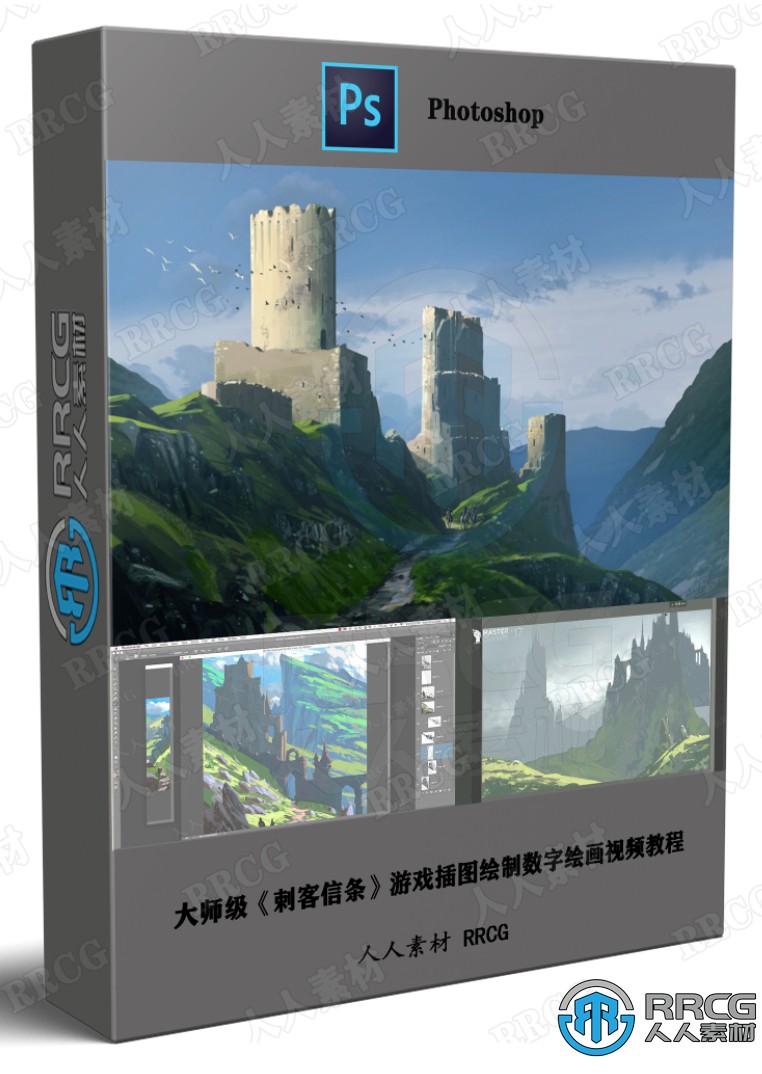 Ps
Photoshop
RRCG
人人素材
MASTER
大师级《刺客信条》游戏插图绘制数字绘画视频教程
人人素材 RRCG
RRCG
人人素材